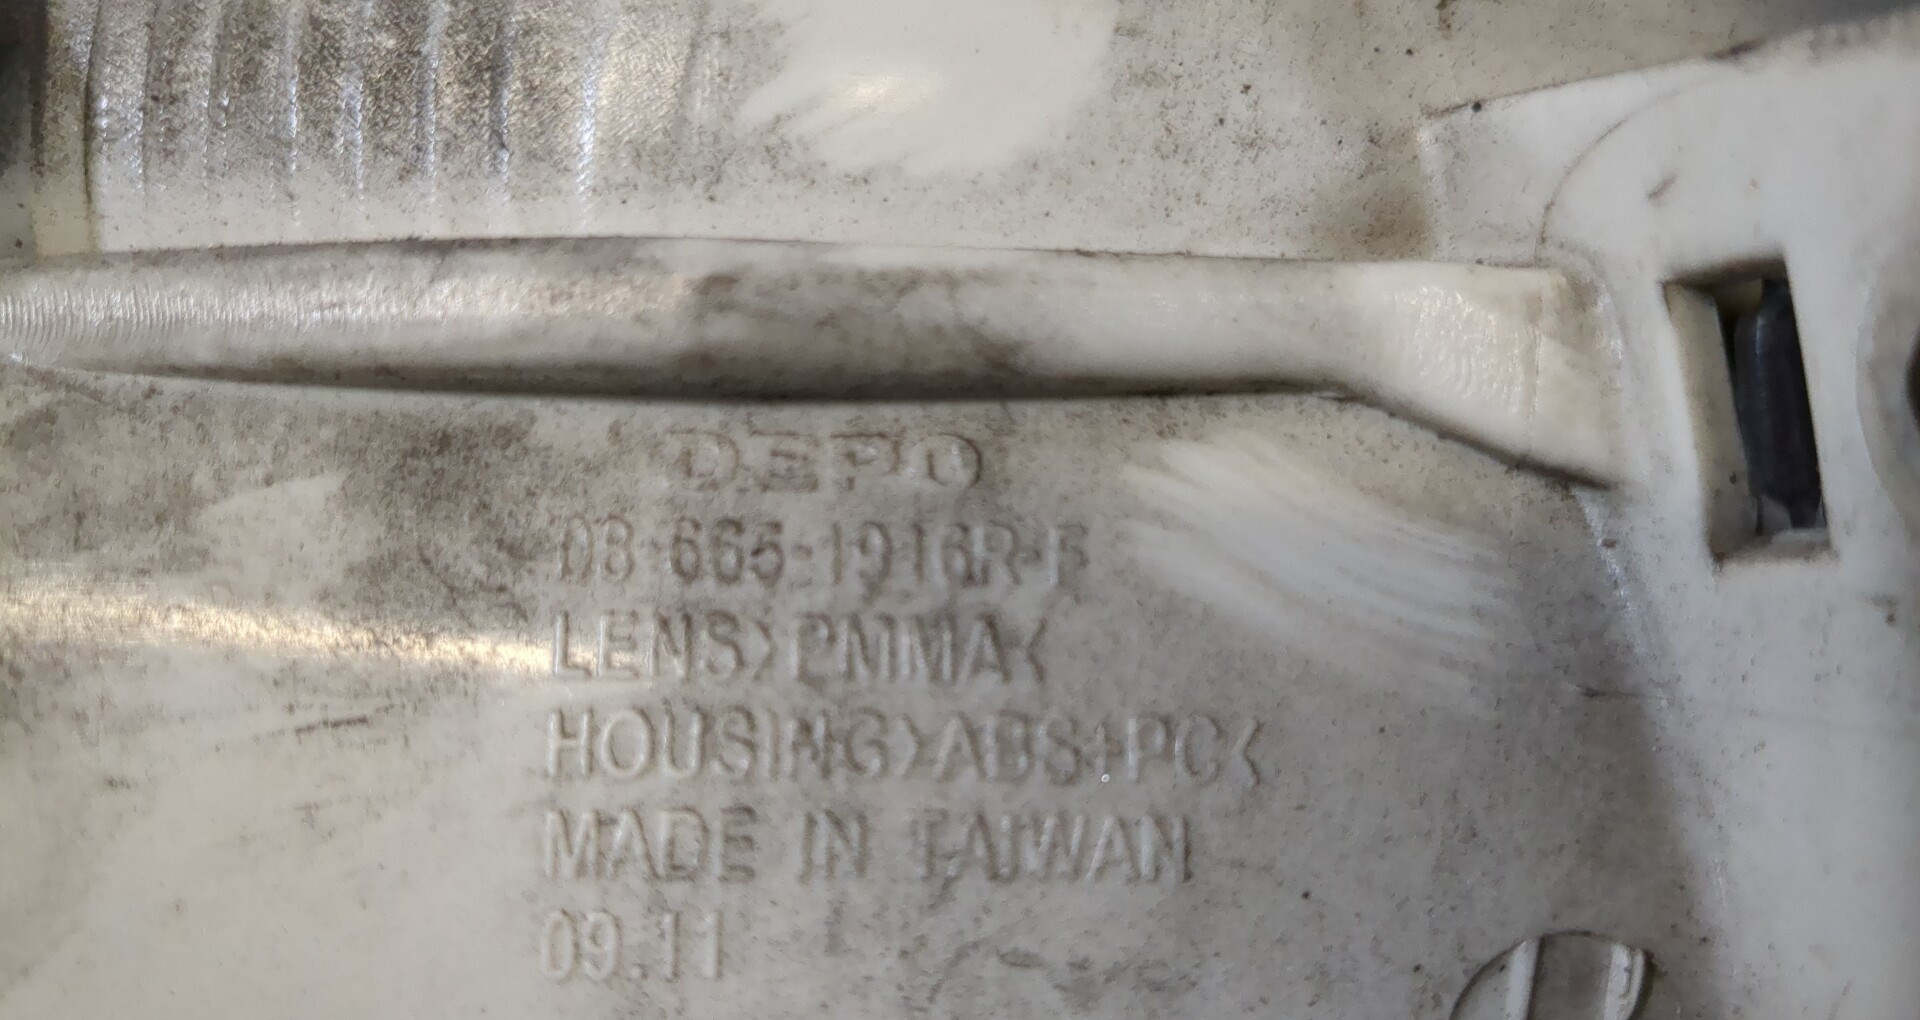 DEPO
08-665-1916R-F
LENS>PMMA<
HOUSING>ABS+PC<
MADE IN TAIWAN
09.11